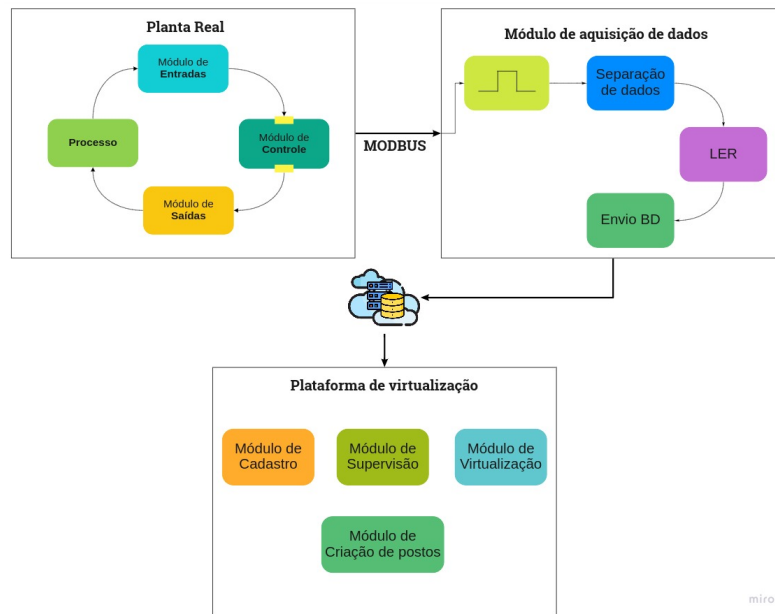 Planta Real
Módulo de
Entradas
Processo
Módulo de
Controle
Módulo de
Saídas
MODBUS
Módulo de aquisição de dados
Separação
de dados
LER
Envio BD
Plataforma de virtualização
Módulo de
Cadastro
Módulo de
Supervisão
Módulo de
Virtualização
Módulo de
Criação de postos
miro